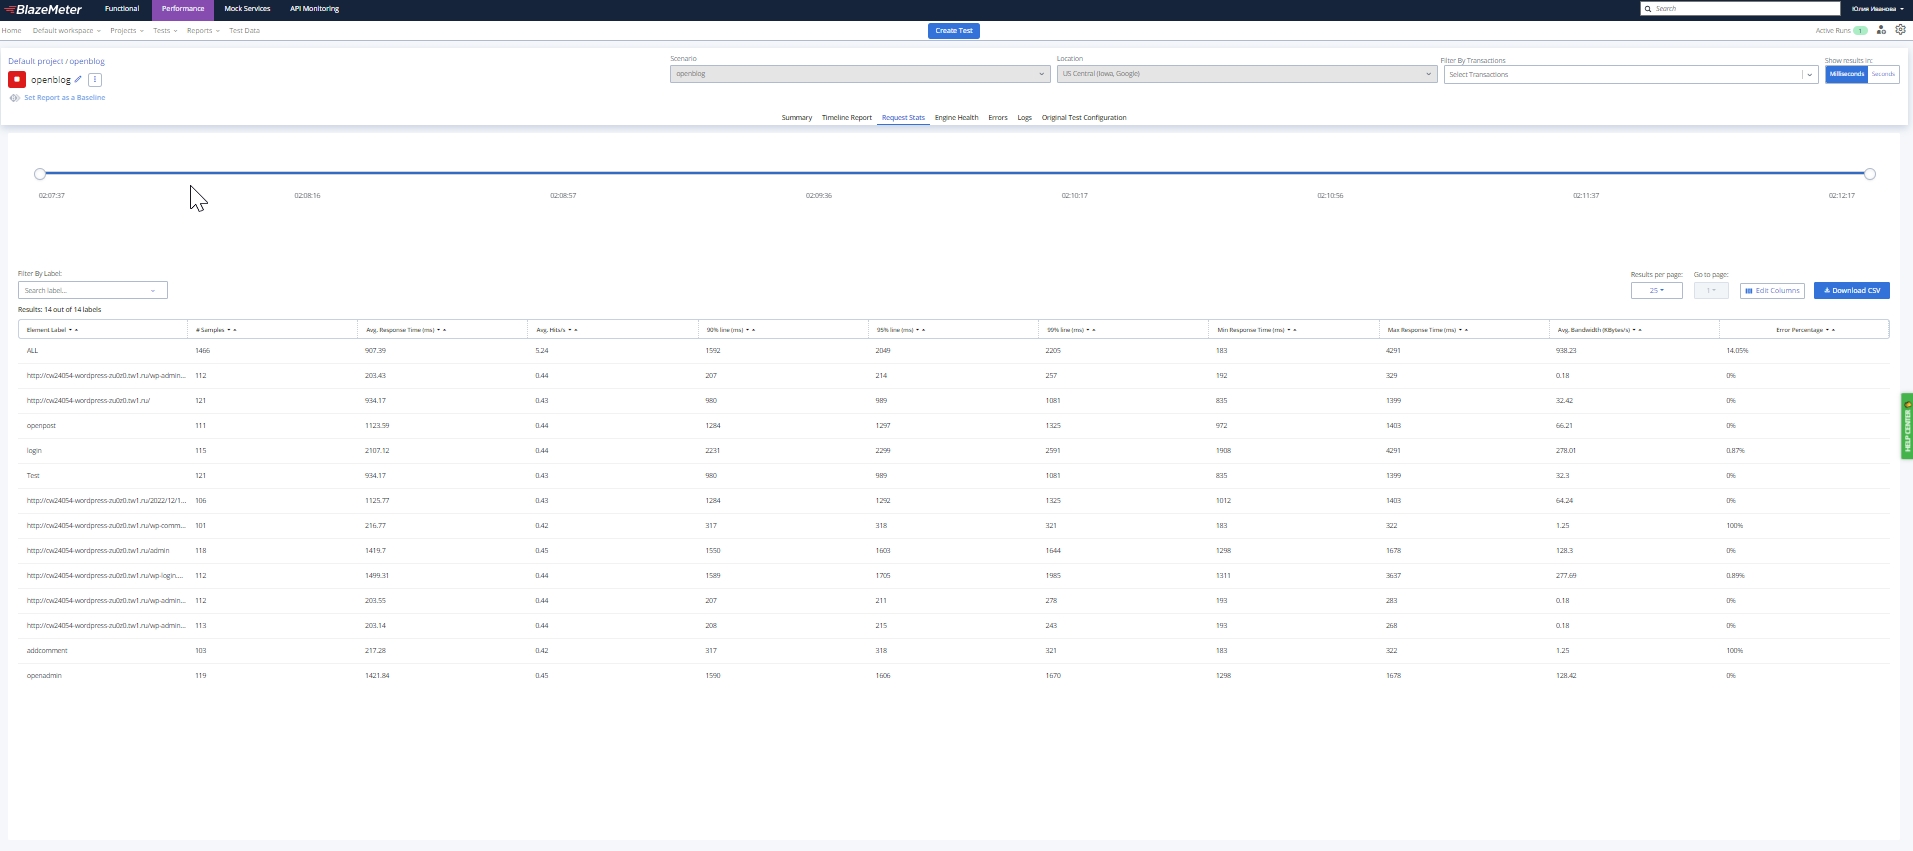 BlazeMeter Functional Performance Mock Services API Monitoring Search Юлия Иванова
Home Default workspace Projects Tests Reports Test Data Create Test Active Runs 1
Default project / openblog
openblog
Set Report as a Baseline
Scenario Location Filter By Transactions Show results in:
openblog US Central (Iowa, Google) Select Transactions Milliseconds Seconds
Summary Timeline Report Request Stats Engine Health Errors Logs Original Test Configuration
02:07:37 02:08:16 02:08:57 02:09:36 02:10:17 02:10:56 02:11:37 02:12:17
Filter By Label: Results per page: Go to page:
Search label... 25 1 Edit Columns Download CSV
Results: 14 out of 14 labels
Element Label # Samples Avg. Response Time (ms) Avg. Hits/s 90% line (ms) 95% line (ms) 99% line (ms) Min Response Time (ms) Max Response Time (ms) Avg. Bandwidth (KBytes/s) Error Percentage
ALL 1466 907.39 5.24 1592 2049 2205 183 4291 938.23 14.05%
http://cw24054-wordpress-zu0z0.tw1.ru/wp-admin... 112 203.43 0.44 207 214 257 192 329 0.18 0%
http://cw24054-wordpress-zu0z0.tw1.ru/ 121 934.17 0.43 980 989 1081 835 1399 32.42 0%
openpost 111 1123.59 0.44 1284 1297 1325 972 1403 66.21 0%
login 115 2107.12 0.44 2231 2299 2591 1908 4291 278.01 0.87%
Test 121 934.17 0.43 980 989 1081 835 1399 32.3 0%
http://cw24054-wordpress-zu0z0.tw1.ru/2022/12/1... 106 1125.77 0.43 1284 1292 1325 1012 1403 64.24 0%
http://cw24054-wordpress-zu0z0.tw1.ru/wp-comm... 101 216.77 0.42 317 318 321 183 322 1.25 100%
http://cw24054-wordpress-zu0z0.tw1.ru/admin 118 1419.7 0.45 1550 1603 1644 1298 1678 128.3 0%
http://cw24054-wordpress-zu0z0.tw1.ru/wp-login.... 112 1499.31 0.44 1589 1705 1985 1311 3637 277.69 0.89%
http://cw24054-wordpress-zu0z0.tw1.ru/wp-admin... 112 203.55 0.44 207 211 278 193 283 0.18 0%
http://cw24054-wordpress-zu0z0.tw1.ru/wp-admin... 113 203.14 0.44 208 215 243 193 268 0.18 0%
addcomment 103 217.28 0.42 317 318 321 183 322 1.25 100%
openadmin 119 1421.84 0.45 1590 1606 1670 1298 1678 128.42 0%
HELP CENTER